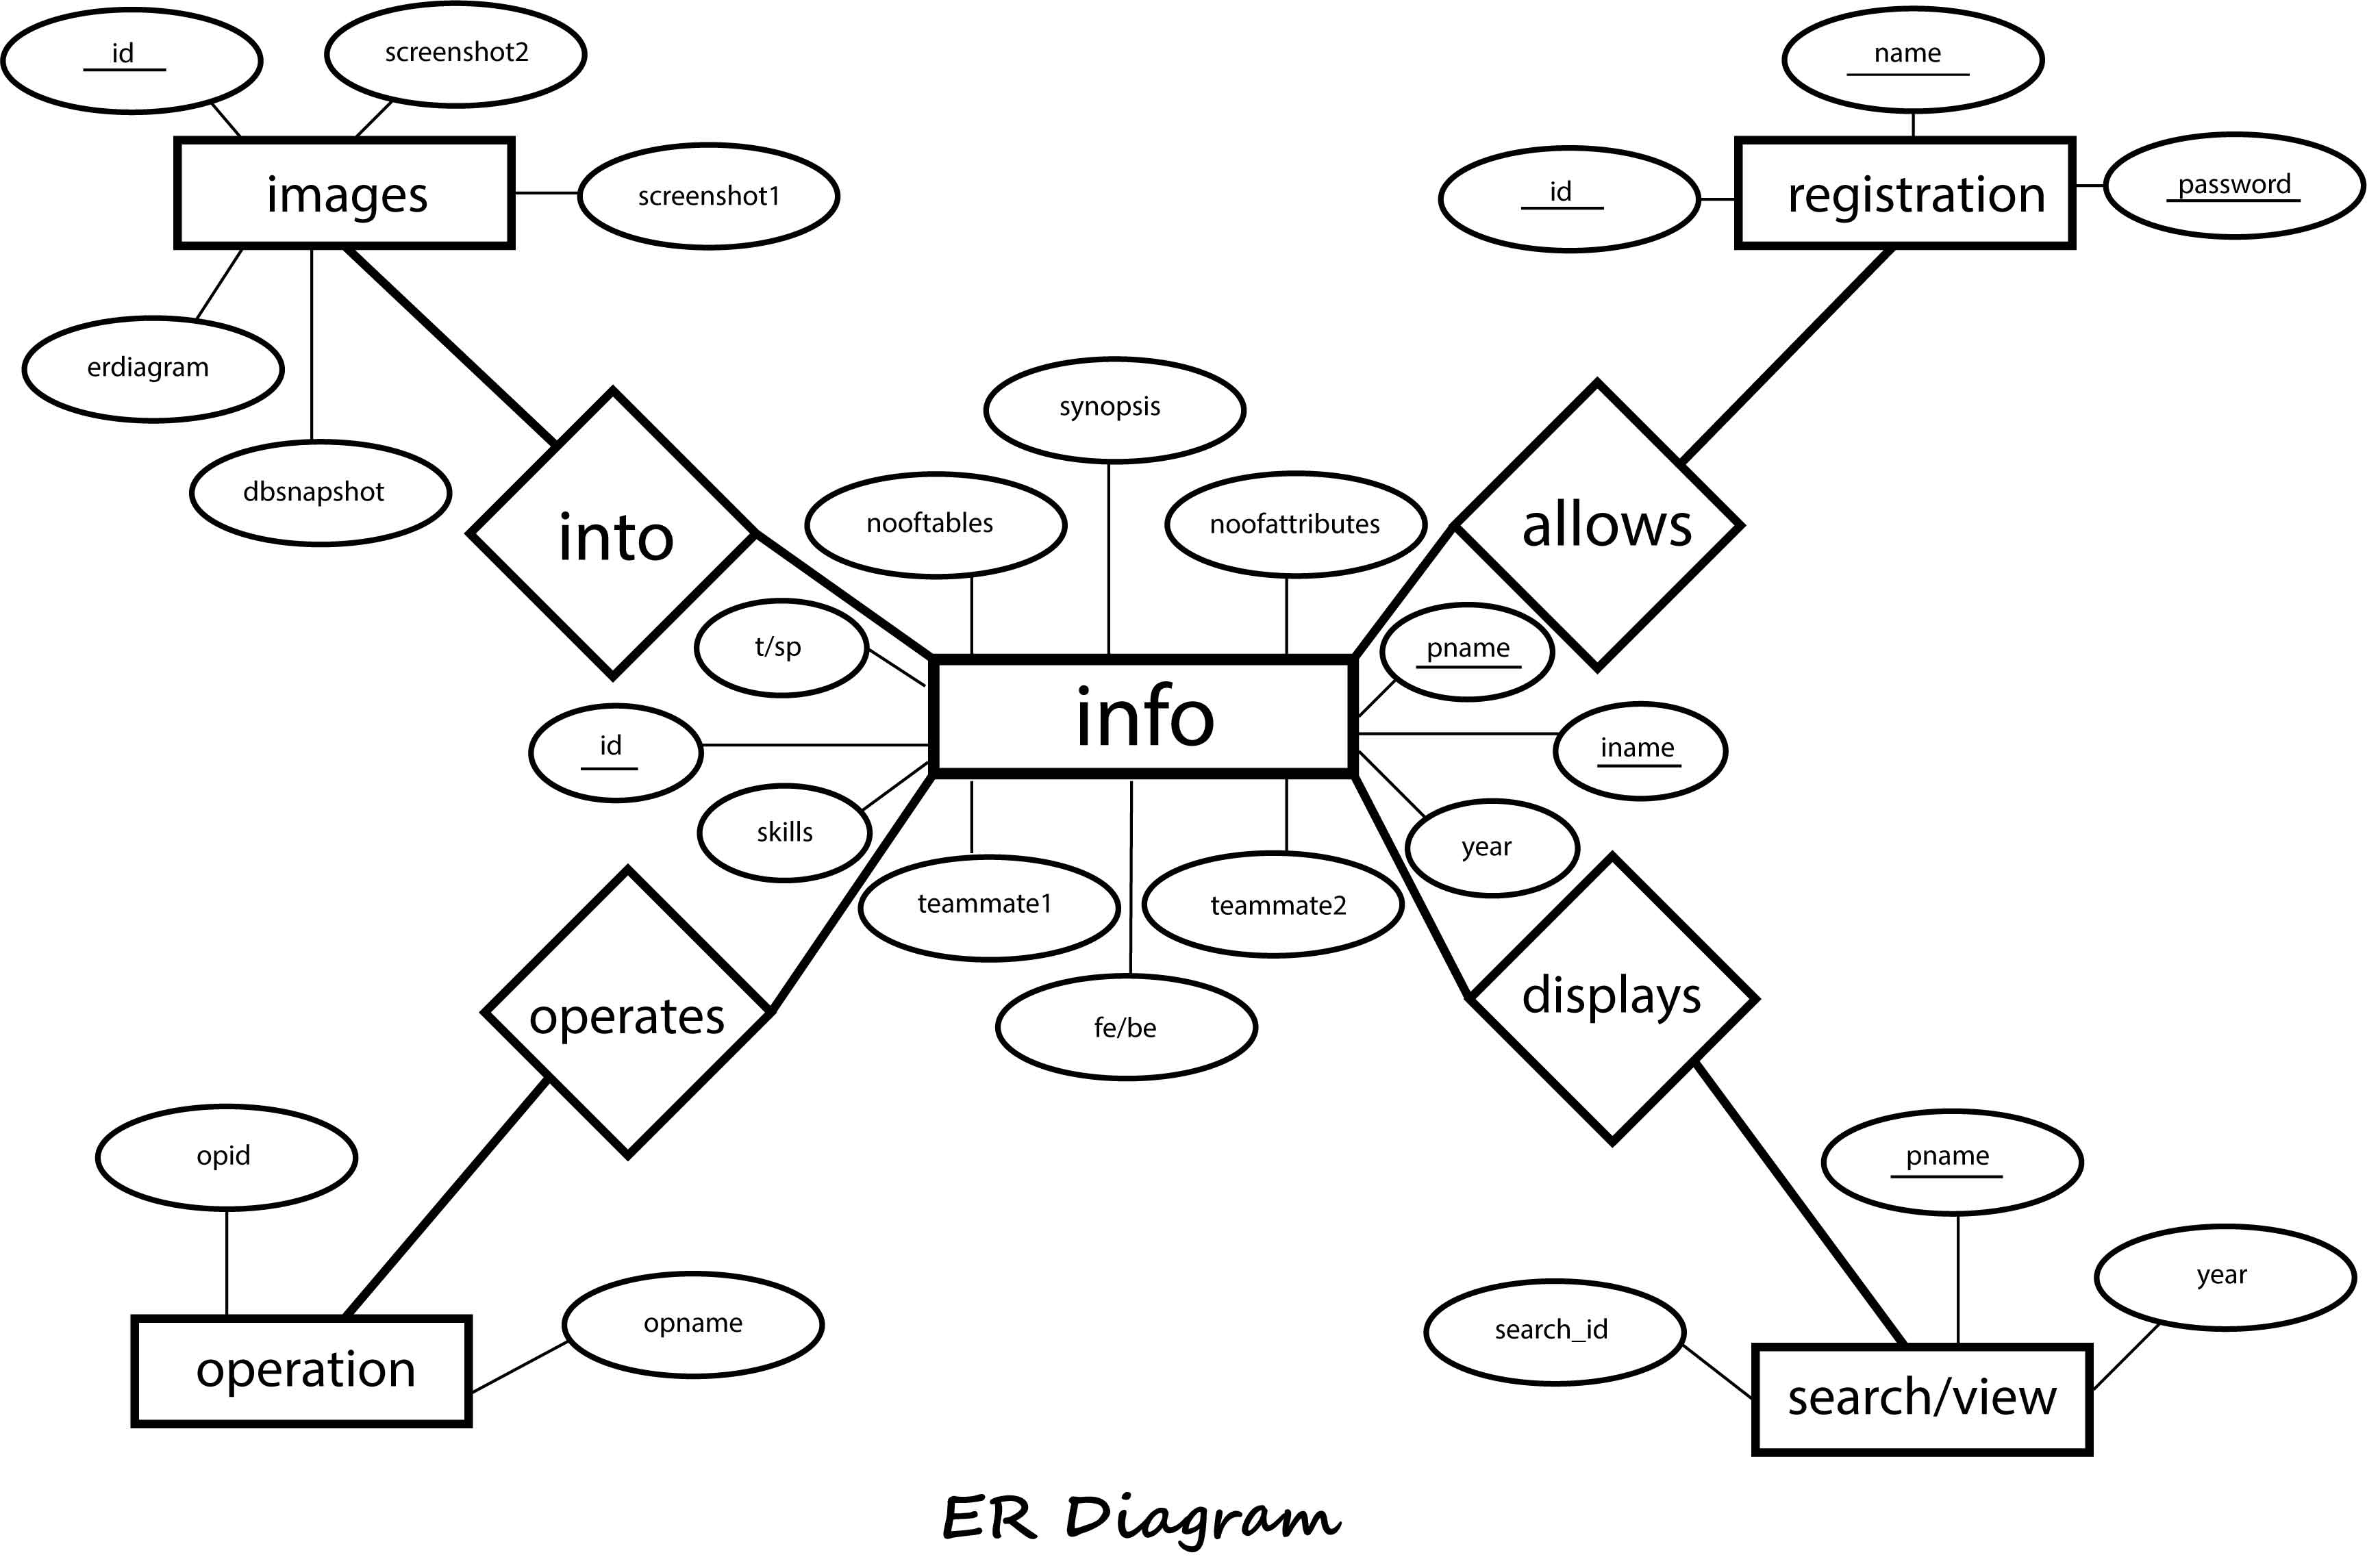 id
screenshot2
name
images
screenshot1
id
registration
password
erdiagram
dbsnapshot
synopsis
into
nooftables
noofattributes
allows
t/sp
pname
info
id
iname
skills
year
teammate1
teammate2
operates
fe/be
displays
opid
pname
year
operation
opname
search_id
search/view
ER Diagram